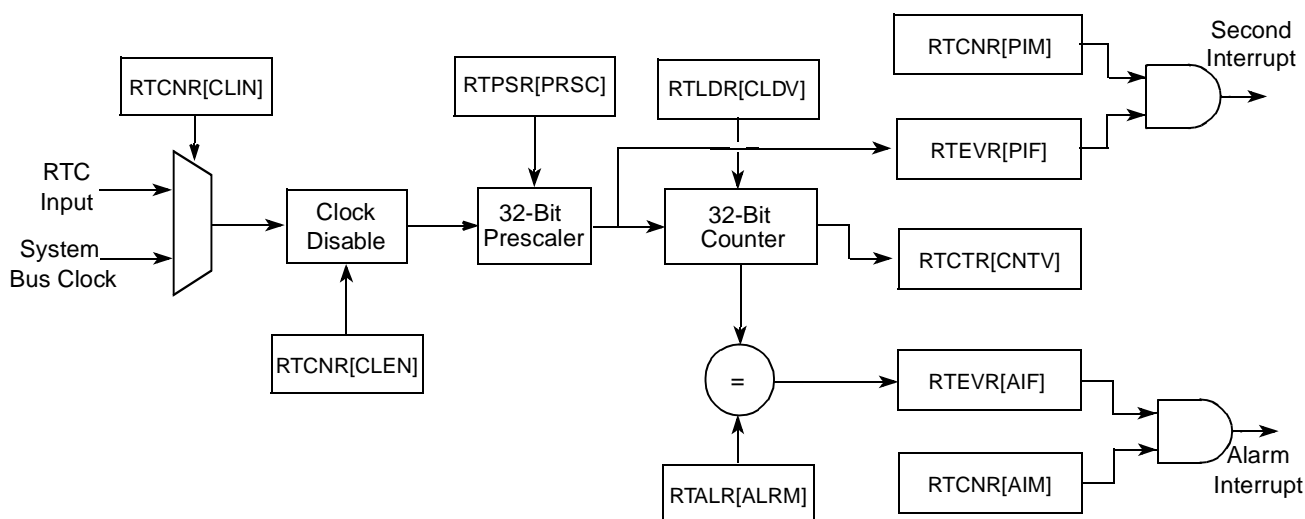 Second
Interrupt
RTCNR[PIM]
RTCNR[CLIN]
RTPSR[PRSC]
RTLDR[CLDV]
RTEVR[PIF]
RTC
Input
System
Bus Clock
Clock
Disable
32-Bit
Prescaler
32-Bit
Counter
RTCTR[CNTV]
RTCNR[CLEN]
=
RTEVR[AIF]
RTALR[ALRM]
RTCNR[AIM]
Alarm
Interrupt